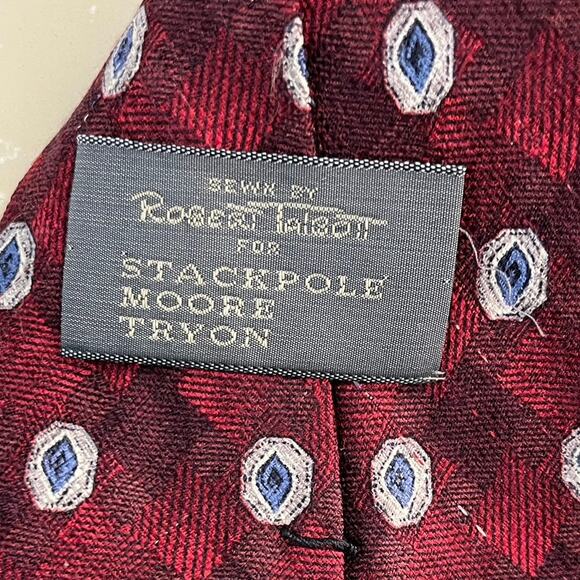 SEWN BY
Robert Talbott
FOR
STACKPOLE
MOORE
TRYON